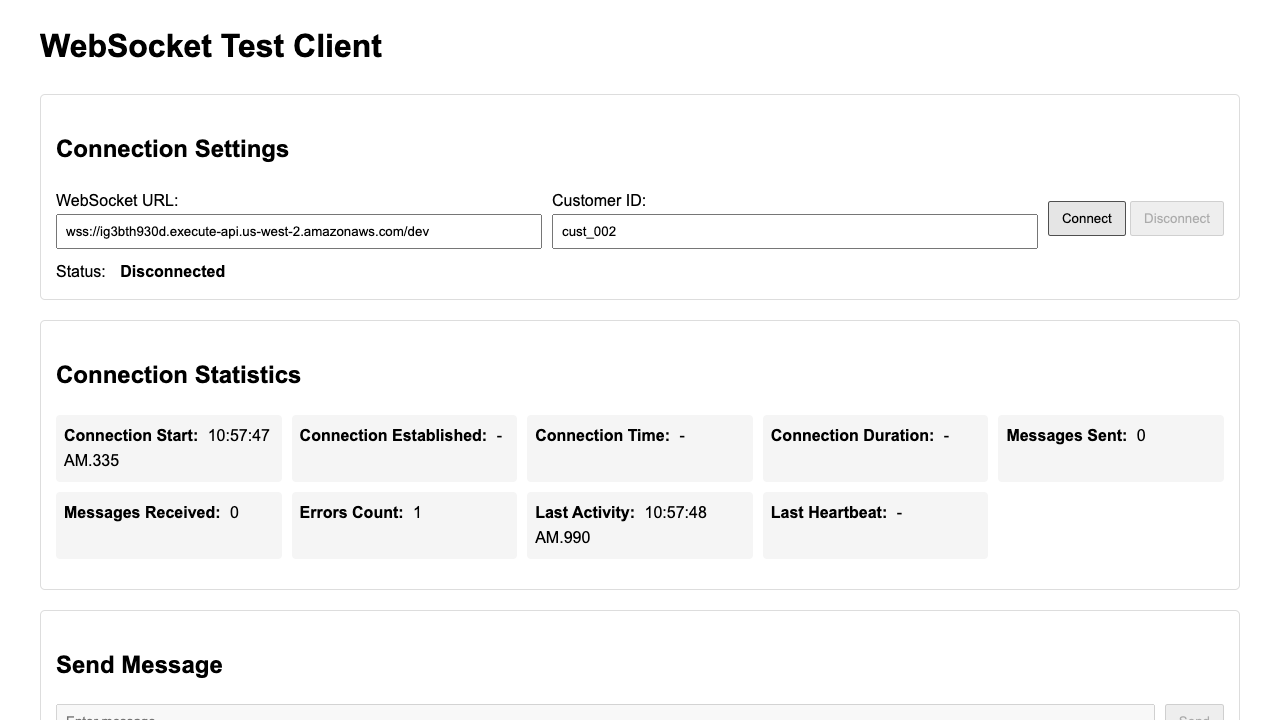 WebSocket Test Client
Connection Settings
WebSocket URL:
Customer ID:
wss://ig3bth930d.execute-api.us-west-2.amazonaws.com/dev
cust_002
Connect
Disconnect
Status: Disconnected
Connection Statistics
Connection Start: 10:57:47
AM.335
Connection Established: -
Connection Time: -
Connection Duration: -
Messages Sent: 0
Messages Received: 0
Errors Count: 1
Last Activity: 10:57:48
AM.990
Last Heartbeat: -
Send Message
Enter message
Send